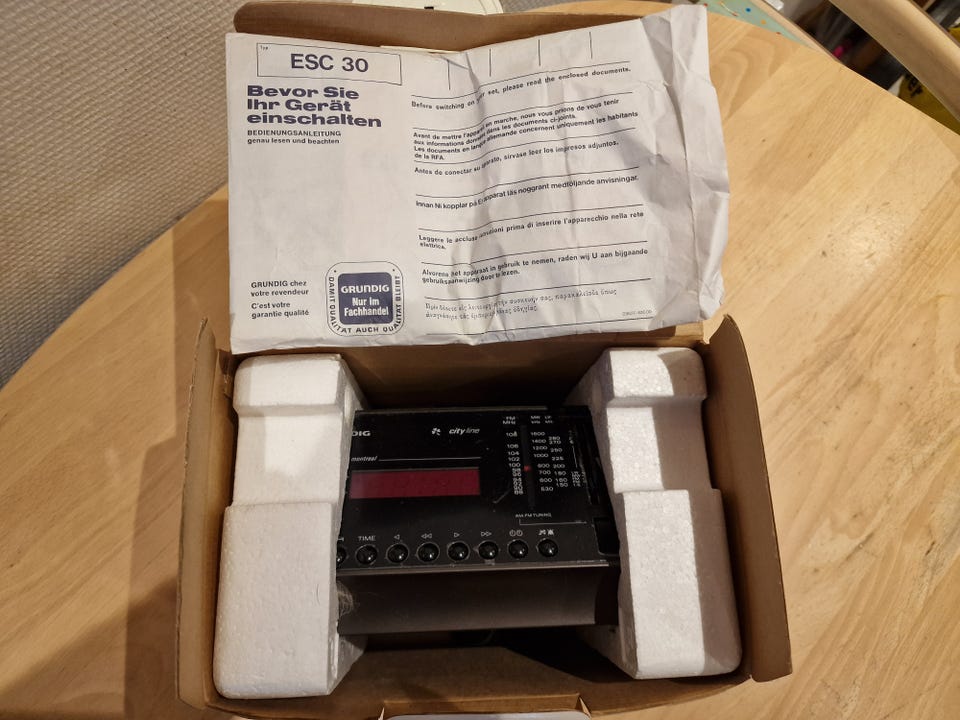 Typ
ESC 30
Bevor Sie
Ihr Gerät
einschalten
BEDIENUNGSANLEITUNG
genau lesen und beachten
GRUNDIG chez
votre revendeur
C'est votre
garantie qualité
GRUNDIG
Nur im
Fachhandel
DAMIT QUALITÄT AUCH QUALITÄT BLEIBT
Before switching on your set, please read the enclosed documents.
Avant de mettre l'appareil en marche, nous vous prions de vous tenir
aux informations données dans les documents ci-joints.
Les documents en langue allemande concernent uniquement les habitants
de la RFA.
Antes de conectar su aparato, sírvase leer los impresos adjuntos.
Innan Ni kopplar på Er apparat läs noggrant medföljande anvisningar.
Leggere le accluse istruzioni prima di inserire l'apparecchio nella rete
elettrica.
Alvorens het apparaat in gebruik te nemen, raden wij U aan bijgaande
gebruiksaanwijzing door te lezen.
DIG
city line
montreal
FM
MHz
108
106
104
102
100
98
96
94
92
90
88
MW
LW
1600
1400
1200
1000
800
700
600
530
280
270
250
225
200
180
160
150
AM/FM TUNING
TIME